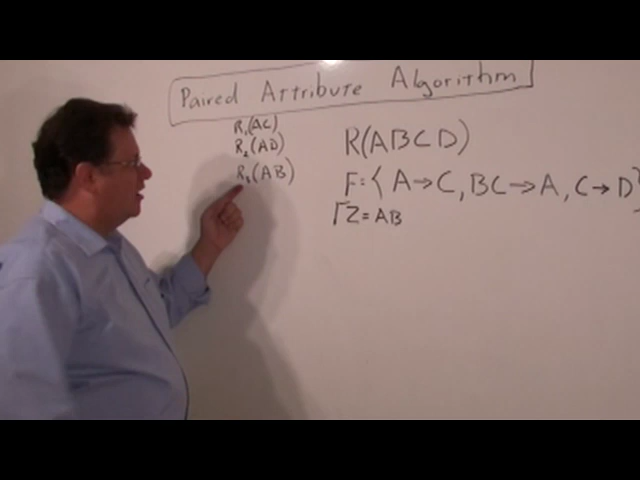 Paired Attribute Algorithm
R₁(AC)
R₂(AD)
R₃(AB)
R(ABCD)
F={A→C, BC→A, C→D}
Z=AB